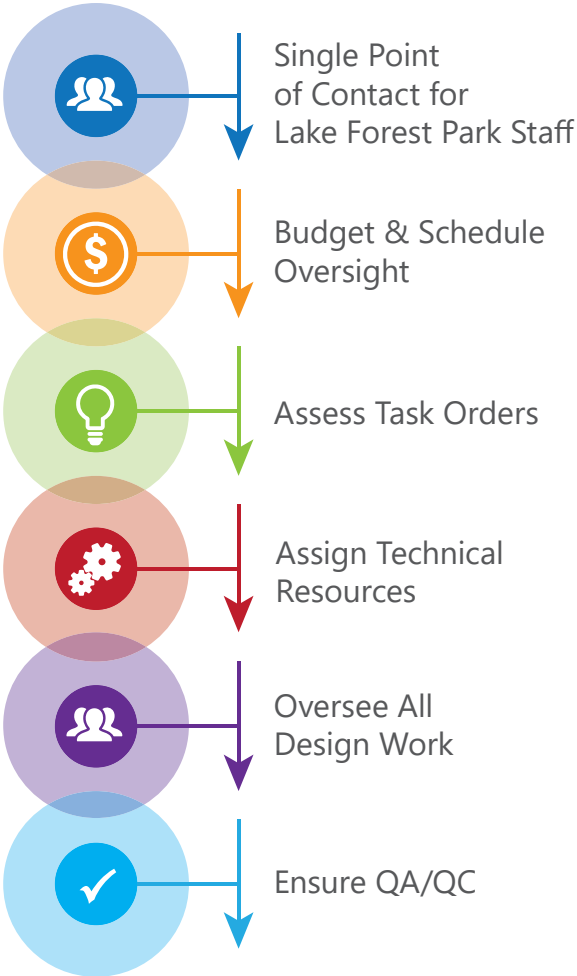 Single Point
of Contact for
Lake Forest Park Staff
$
Budget & Schedule
Oversight
Assess Task Orders
Assign Technical
Resources
Oversee All
Design Work
Ensure QA/QC